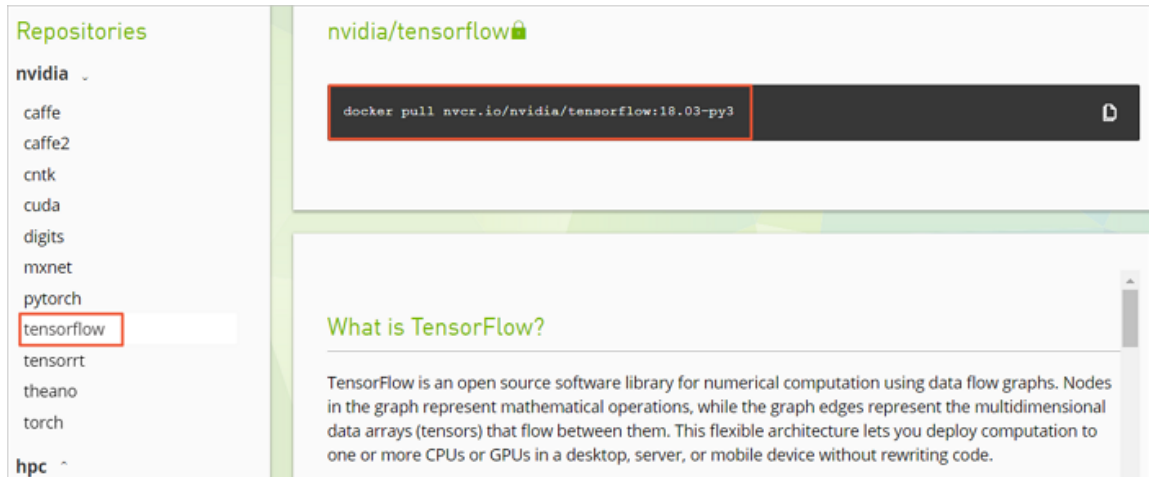 Repositories
nvidia
caffe
caffe2
cntk
cuda
digits
mxnet
pytorch
tensorflow
tensorrt
theano
torch
hpc
nvidia/tensorflow
docker pull nvcr.io/nvidia/tensorflow:18.03-py3
What is TensorFlow?
TensorFlow is an open source software library for numerical computation using data flow graphs. Nodes
in the graph represent mathematical operations, while the graph edges represent the multidimensional
data arrays (tensors) that flow between them. This flexible architecture lets you deploy computation to
one or more CPUs or GPUs in a desktop, server, or mobile device without rewriting code.